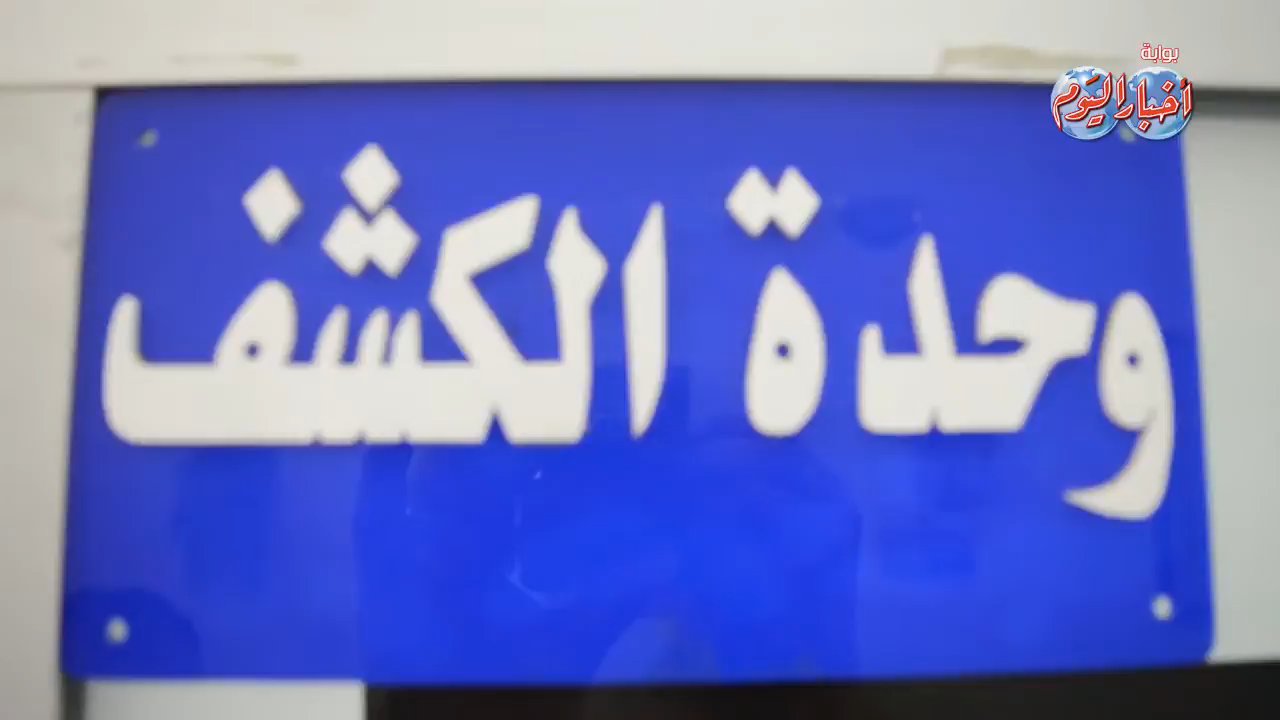 بوابة
أخبار اليوم
وحدة الكشف